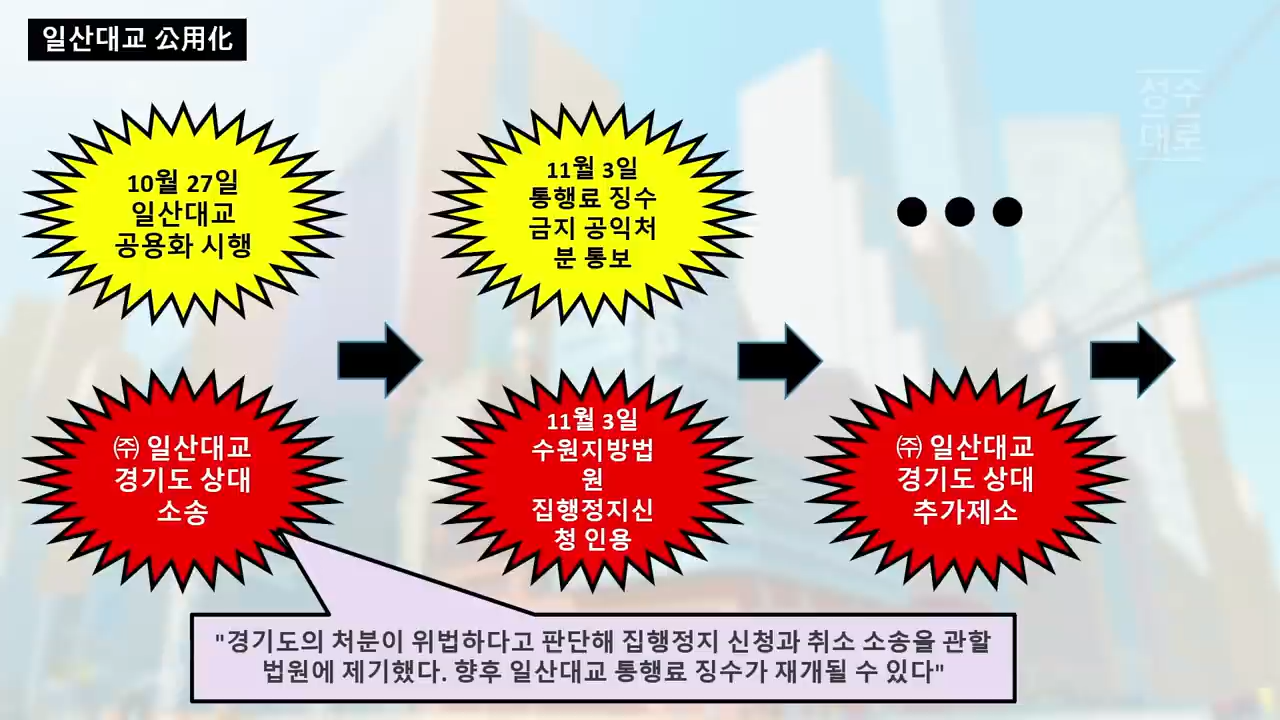 일산대교 公用化
성수
대로
10월 27일
일산대교
공용화 시행
11월 3일
통행료 징수
금지 공익처
분 통보
㈜ 일산대교
경기도 상대
소송
11월 3일
수원지방법
원
집행정지신
청 인용
㈜ 일산대교
경기도 상대
추가제소
"경기도의 처분이 위법하다고 판단해 집행정지 신청과 취소 소송을 관할
법원에 제기했다. 향후 일산대교 통행료 징수가 재개될 수 있다"